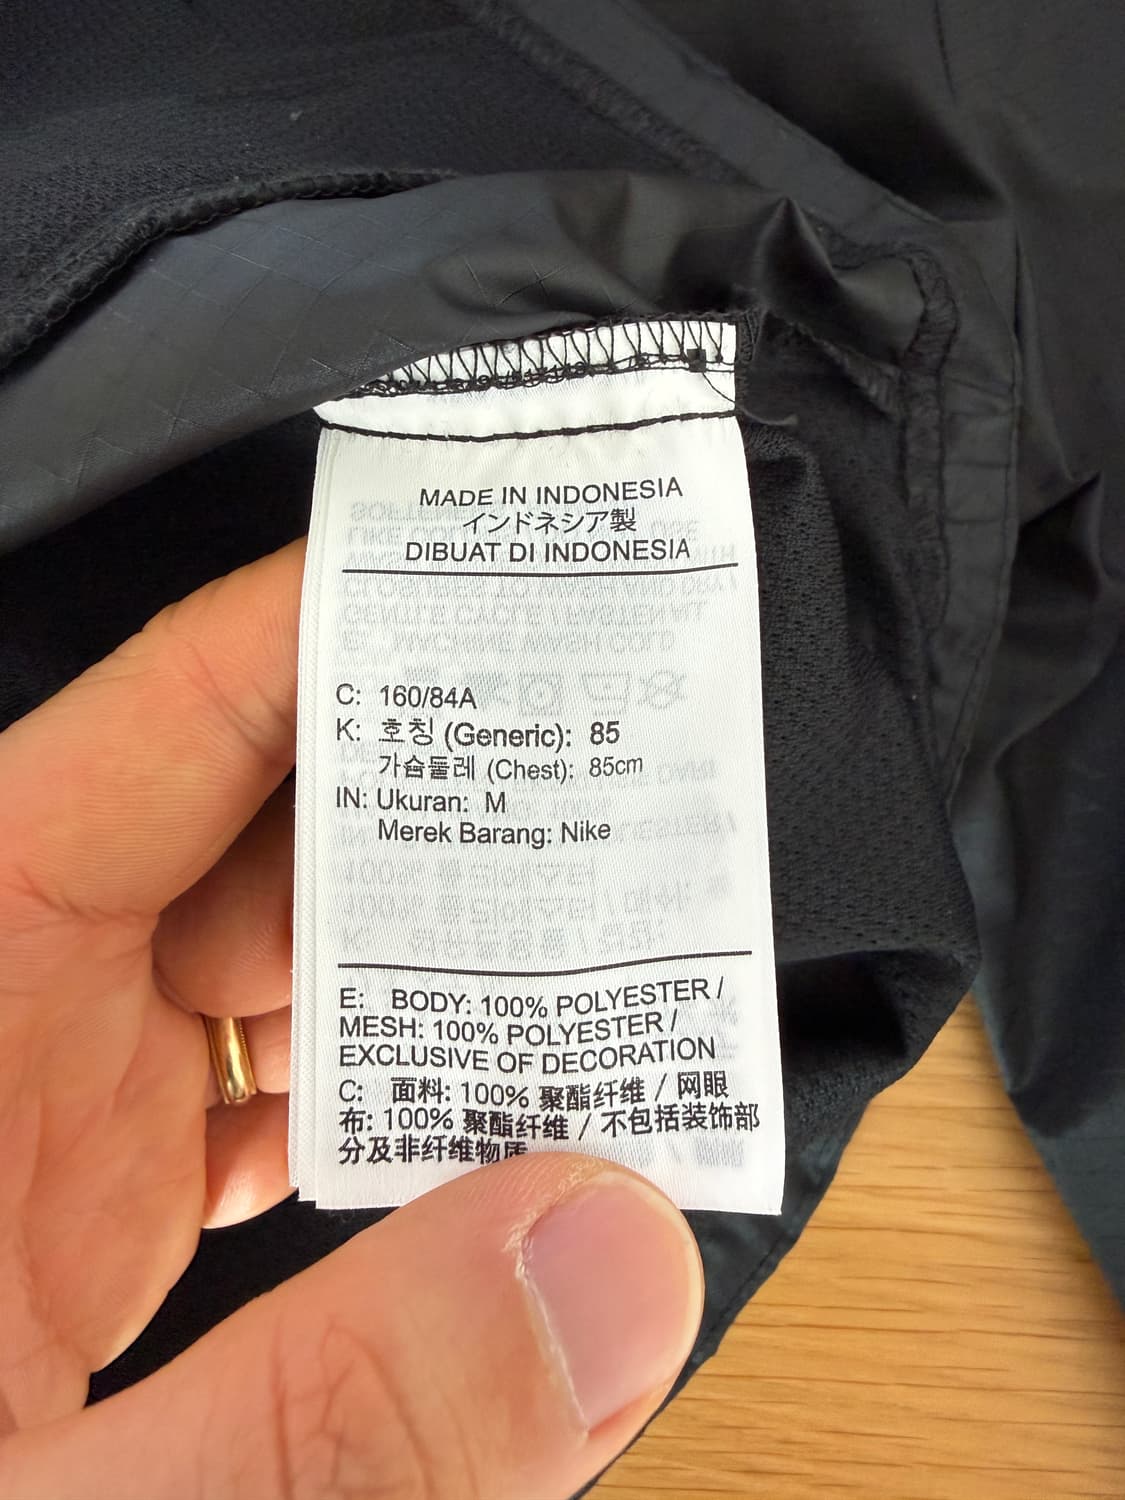 MADE IN INDONESIA
インドネシア製
DIBUAT DI INDONESIA
C: 160/84A
K: 호칭 (Generic): 85
가슴둘레 (Chest): 85cm
IN: Ukuran: M
Merek Barang: Nike
E: BODY: 100% POLYESTER /
MESH: 100% POLYESTER /
EXCLUSIVE OF DECORATION
C: 面料: 100% 聚酯纤维 / 网眼
布: 100% 聚酯纤维 / 不包括装饰部
分及非纤维物质